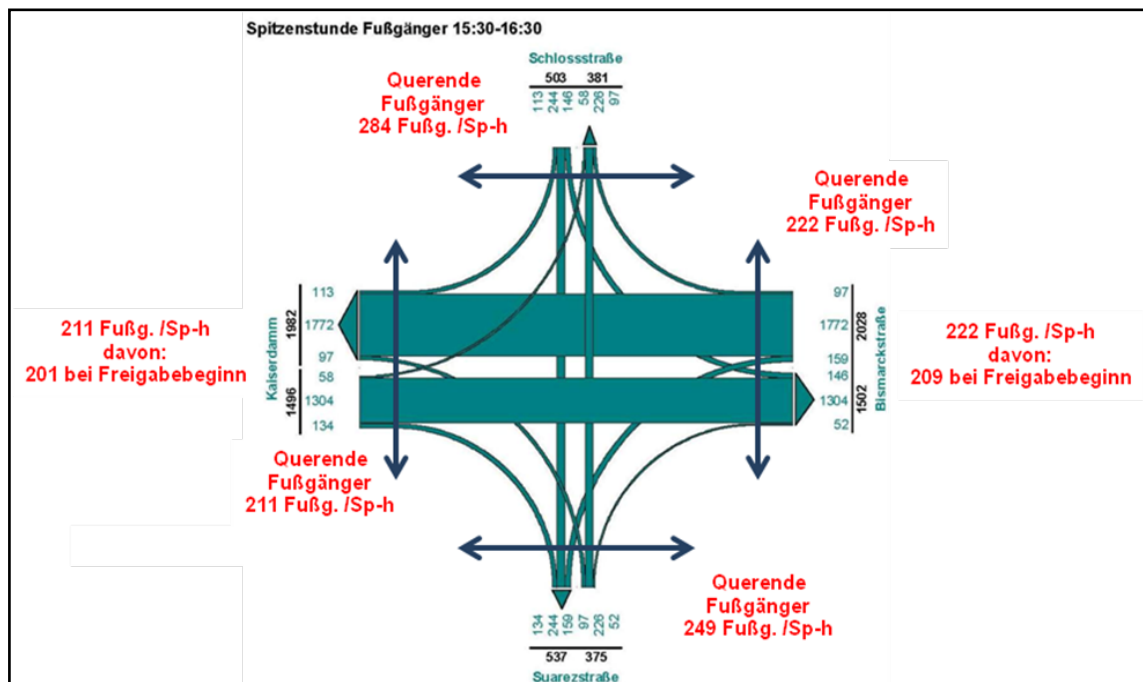 Spitzenstunde Fußgänger 15:30-16:30
Schlossstraße
503 381
113 244 146 58 226 97
Querende
Fußgänger
284 Fußg. /Sp-h
Querende
Fußgänger
222 Fußg. /Sp-h
211 Fußg. /Sp-h
davon:
201 bei Freigabebeginn
Kaiserdamm
1982
113
1772
97
1496
58
1304
134
97
1772
159
2028
146
1304
52
1502
Bismarckstraße
222 Fußg. /Sp-h
davon:
209 bei Freigabebeginn
Querende
Fußgänger
211 Fußg. /Sp-h
Querende
Fußgänger
249 Fußg. /Sp-h
134 244 159 97 226 52
537 375
Suarezstraße